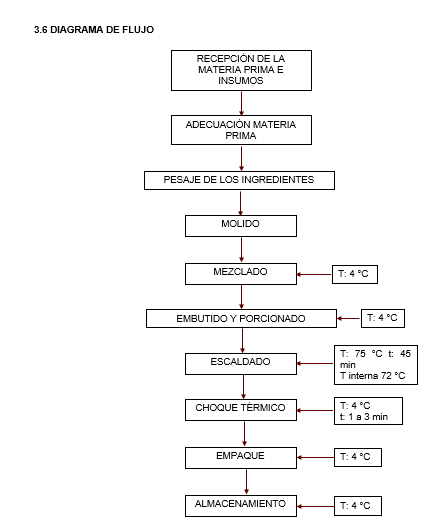 3.6 DIAGRAMA DE FLUJO
RECEPCIÓN DE LA
MATERIA PRIMA E
INSUMOS
ADECUACIÓN MATERIA
PRIMA
PESAJE DE LOS INGREDIENTES
MOLIDO
MEZCLADO
T: 4 °C
EMBUTIDO Y PORCIONADO
T: 4 °C
ESCALDADO
T: 75 °C t: 45
min
T interna 72 °C
CHOQUE TÉRMICO
T: 4 °C
t: 1 a 3 min
EMPAQUE
T: 4 °C
ALMACENAMIENTO
T: 4 °C